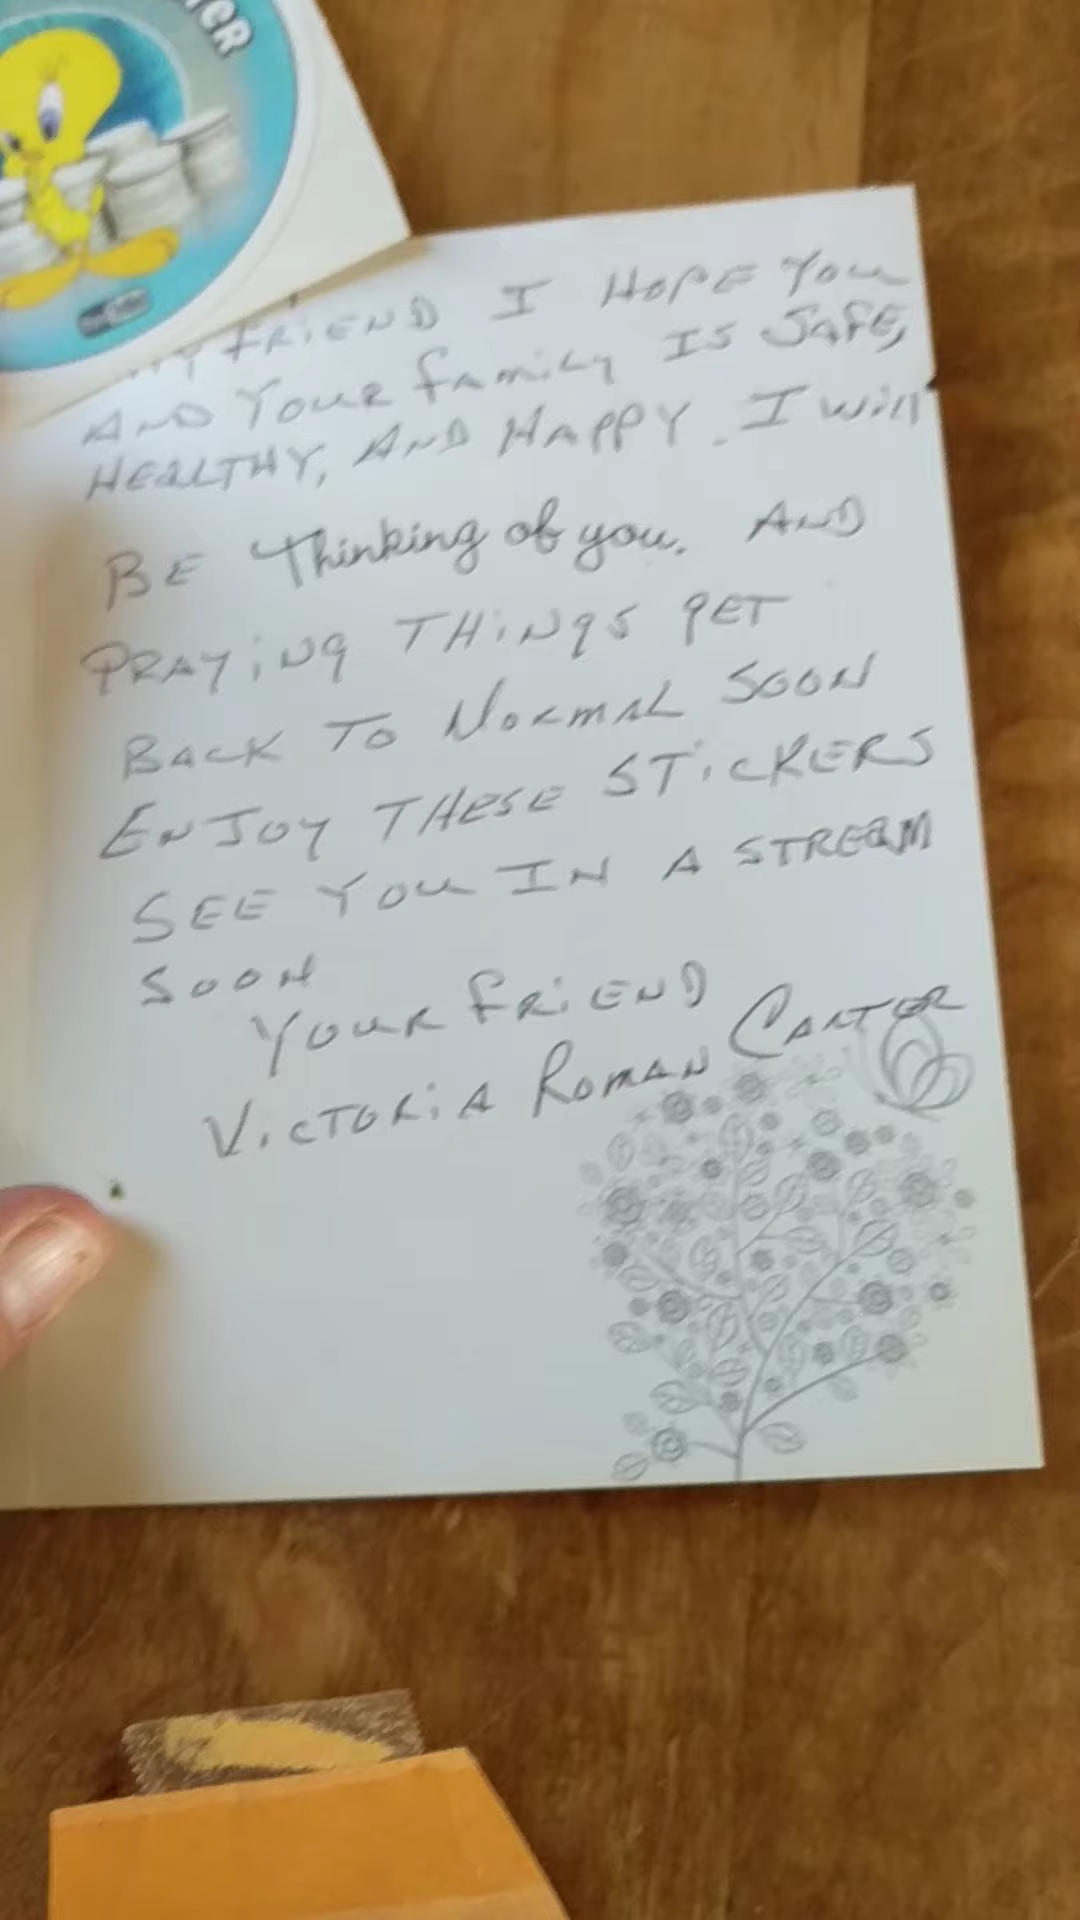 FRIEND I HOPE YOU
AND YOUR FAMILY IS SAFE,
HEALTHY, AND HAPPY. I Will
BE Thinking of you. AND
PRAYiNg THiNgS gET
BACK TO NORMAL SOON
ENJOY THESE STiCKERS
SEE YOU IN A STREAM
SOON
YOUR FRiEND
VICTORiA ROMAN CARTER